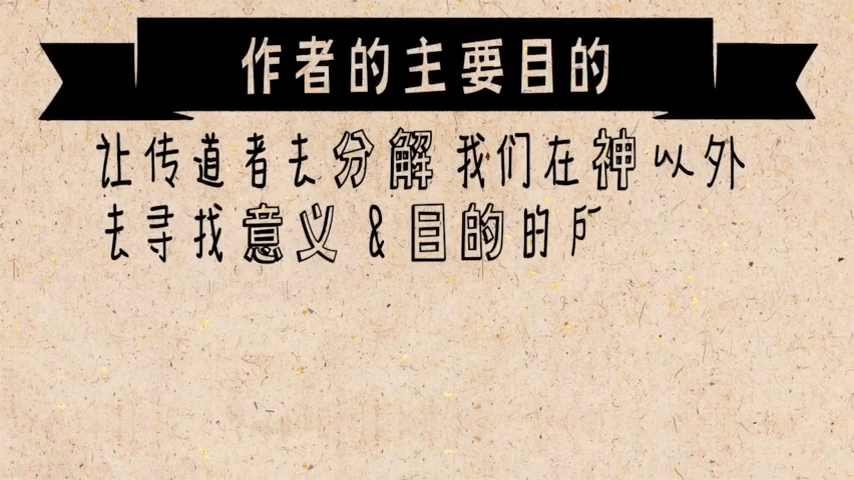 作者的主要目的
让传道者去分解我们在神以外
去寻找意义 & 目的的